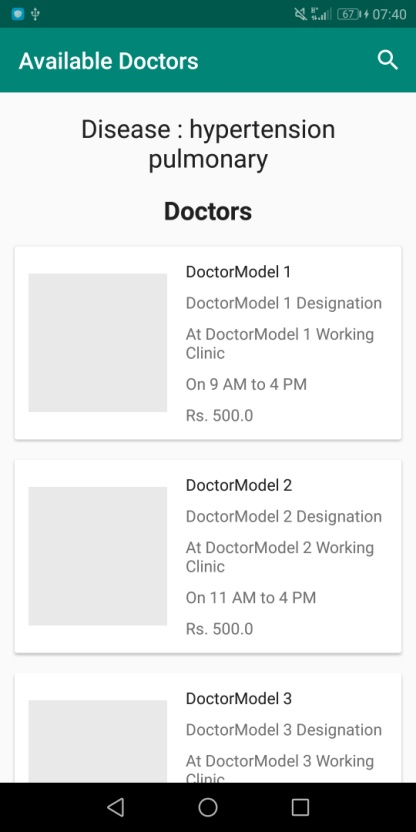 67 07:40
Available Doctors
Disease : hypertension
pulmonary
Doctors
DoctorModel 1
DoctorModel 1 Designation
At DoctorModel 1 Working
Clinic
On 9 AM to 4 PM
Rs. 500.0
DoctorModel 2
DoctorModel 2 Designation
At DoctorModel 2 Working
Clinic
On 11 AM to 4 PM
Rs. 500.0
DoctorModel 3
DoctorModel 3 Designation
At DoctorModel 3 Working
Clinic